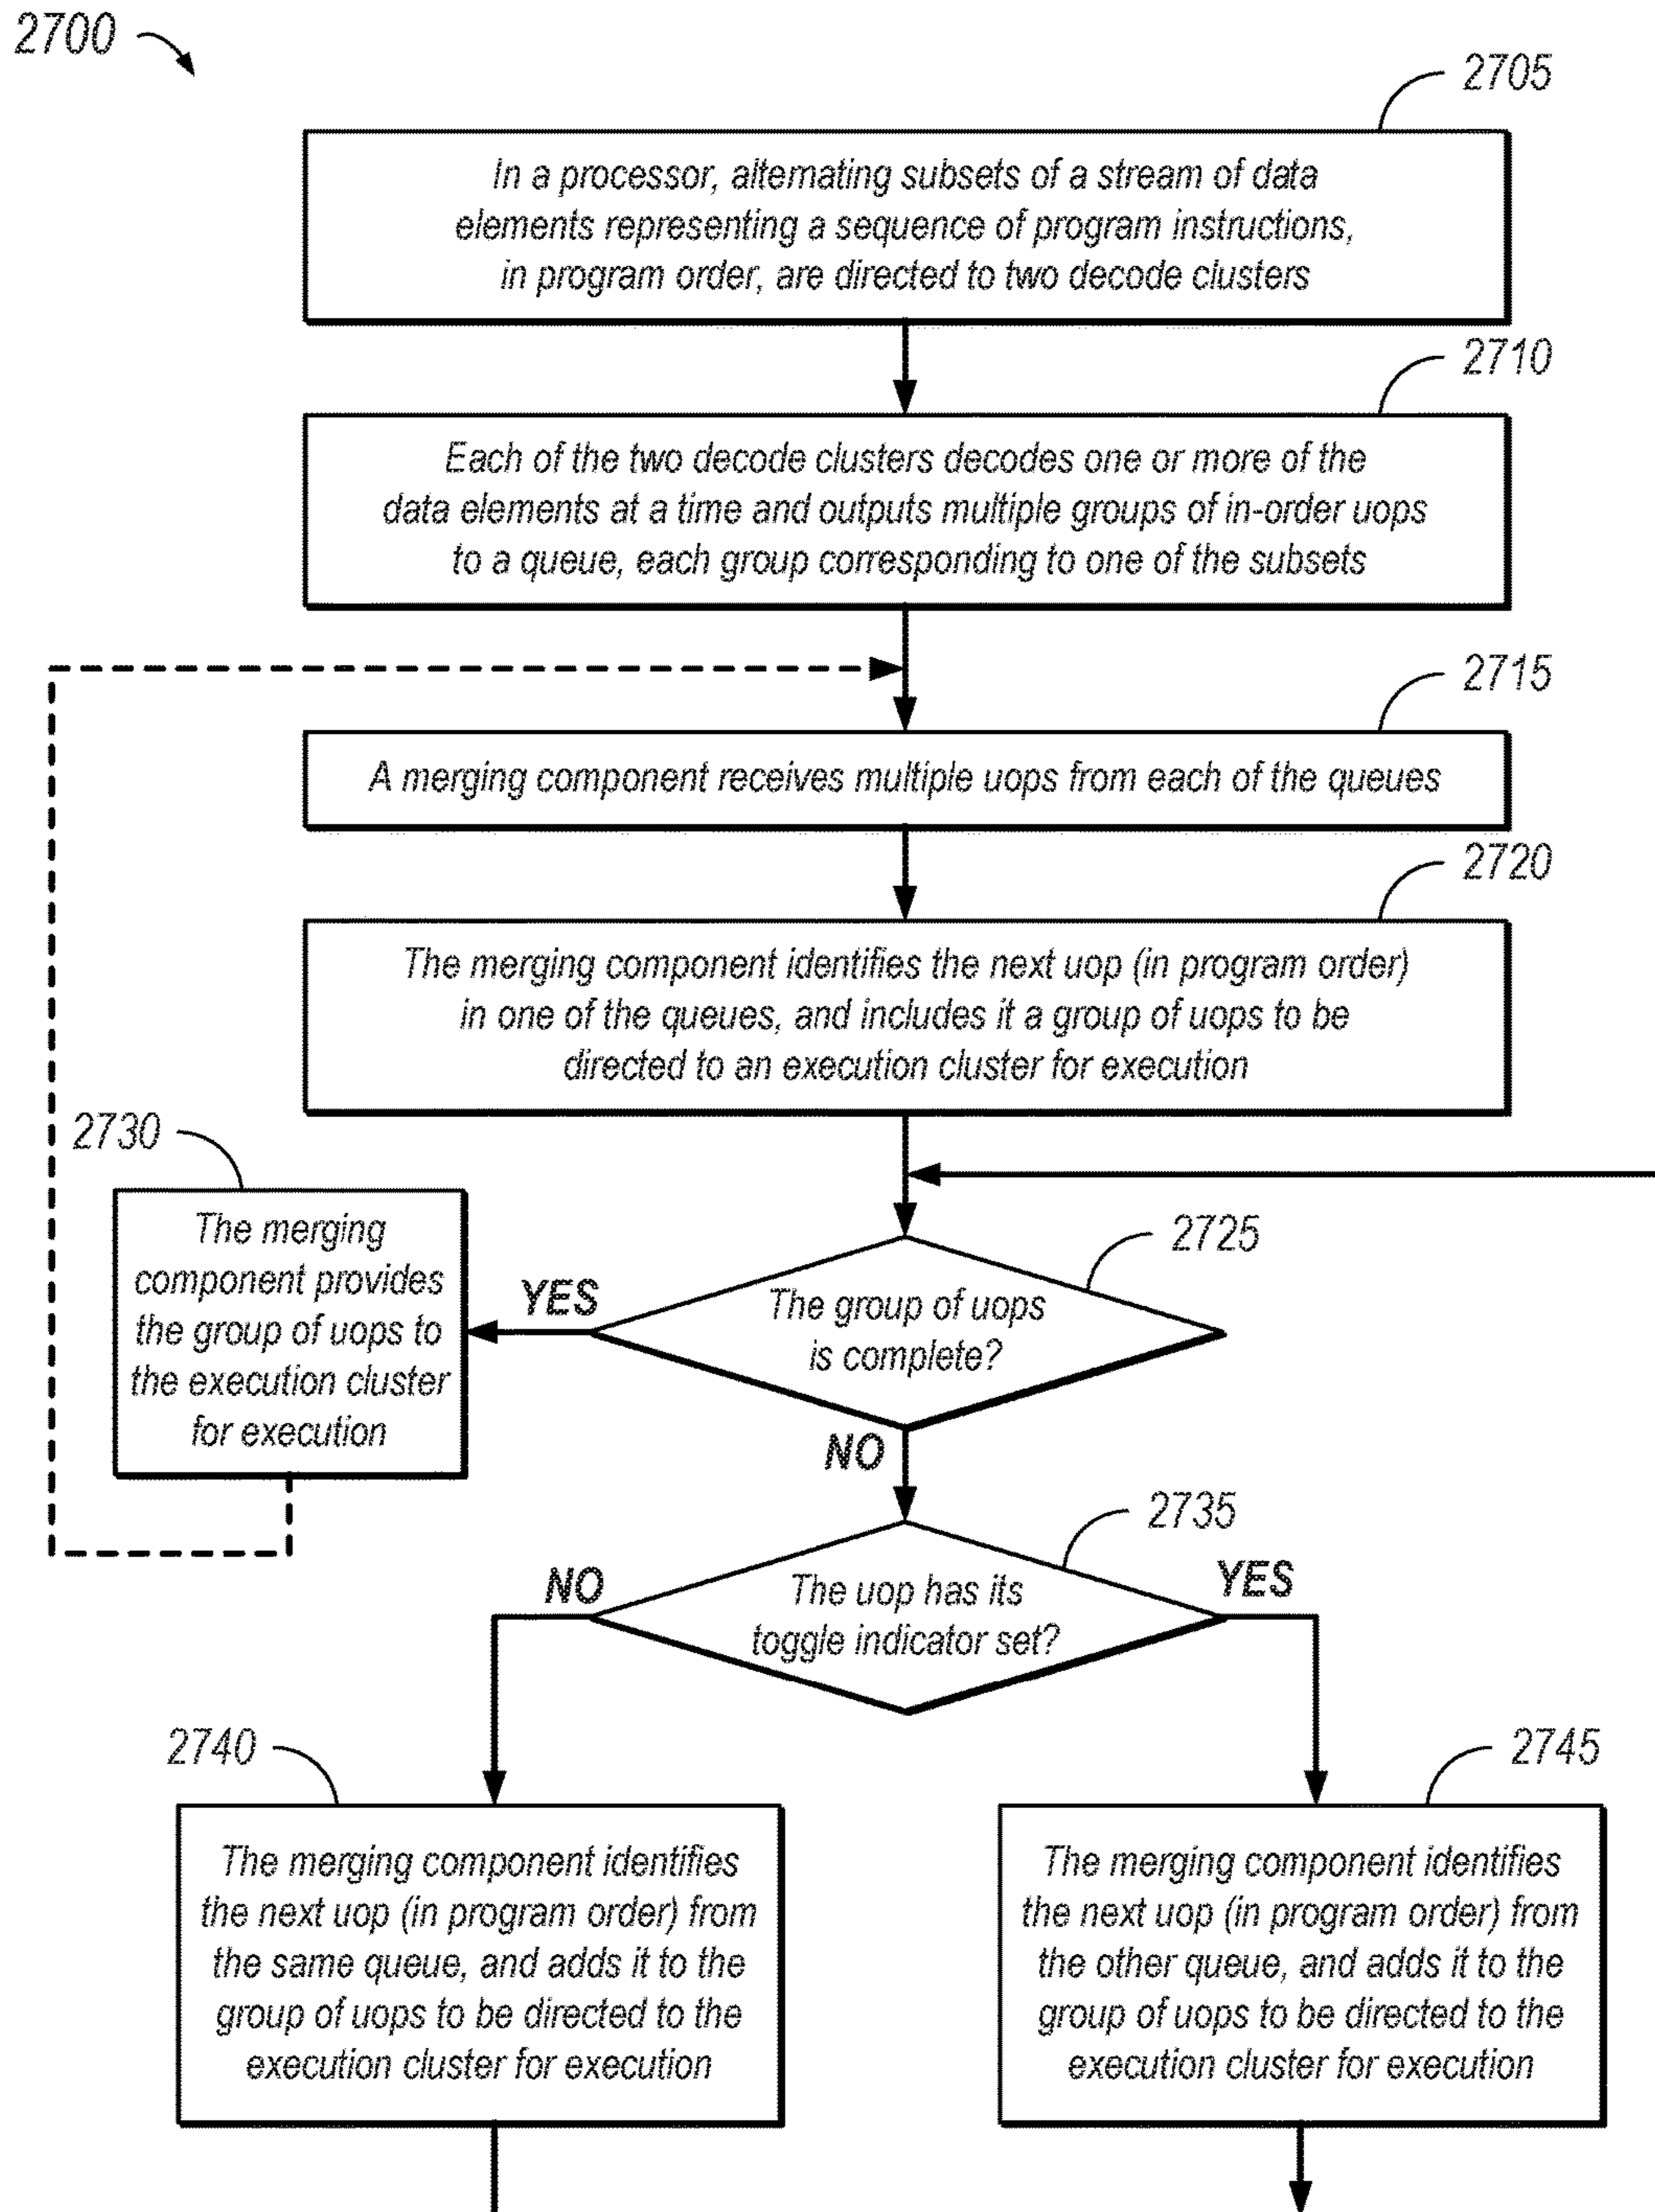 2700
2705
In a processor, alternating subsets of a stream of data
elements representing a sequence of program instructions,
in program order, are directed to two decode clusters
2710
Each of the two decode clusters decodes one or more of the
data elements at a time and outputs multiple groups of in-order uops
to a queue, each group corresponding to one of the subsets
2715
A merging component receives multiple uops from each of the queues
2720
The merging component identifies the next uop (in program order)
in one of the queues, and includes it a group of uops to be
directed to an execution cluster for execution
2730
The merging
component provides
the group of uops to
the execution cluster
for execution
2725
YES
The group of uops
is complete?
NO
2735
NO
YES
The uop has its
toggle indicator set?
2740
The merging component identifies
the next uop (in program order) from
the same queue, and adds it to the
group of uops to be directed to the
execution cluster for execution
2745
The merging component identifies
the next uop (in program order) from
the other queue, and adds it to the
group of uops to be directed to the
execution cluster for execution